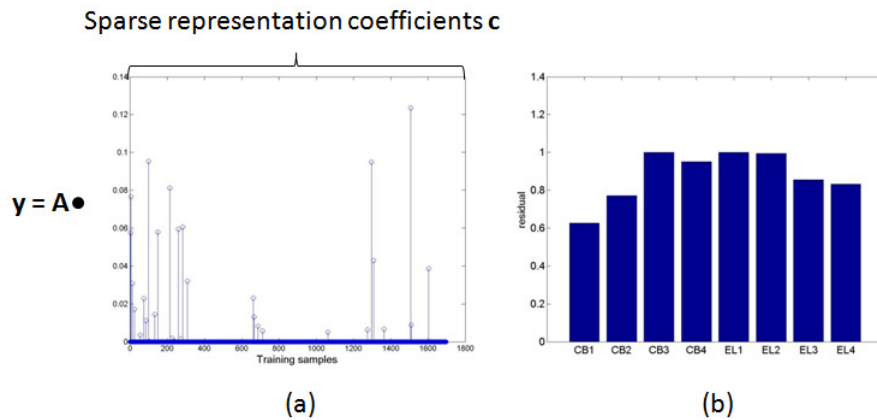 Sparse representation coefficients c
y = A●
0.14
0.12
0.1
0.08
0.06
0.04
0.02
0
0 200 400 600 800 1000 1200 1400 1600 1800
Training samples
(a)
residual
1.4
1.2
1
0.8
0.6
0.4
0.2
0
CB1 CB2 CB3 CB4 EL1 EL2 EL3 EL4
(b)